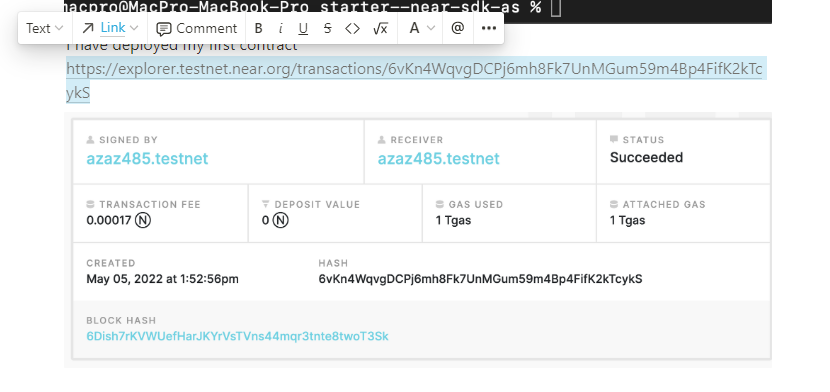 macpro@MacPro-MacBook-Pro starter--near-sdk-as %
Text Link Comment B i U S <> √x A @ •••
I have deployed my first contract
https://explorer.testnet.near.org/transactions/6vKn4WqvgDCPj6mh8Fk7UnMGum59m4Bp4FifK2kTc
ykS
SIGNED BY RECEIVER STATUS
azaz485.testnet azaz485.testnet Succeeded
TRANSACTION FEE DEPOSIT VALUE GAS USED ATTACHED GAS
0.00017 Ⓝ 0 Ⓝ 1 Tgas 1 Tgas
CREATED HASH
May 05, 2022 at 1:52:56pm 6vKn4WqvgDCPj6mh8Fk7UnMGum59m4Bp4FifK2kTcykS
BLOCK HASH
6Dish7rKVWUefHarJKYrVsTVns44mqr3tnte8twoT3Sk